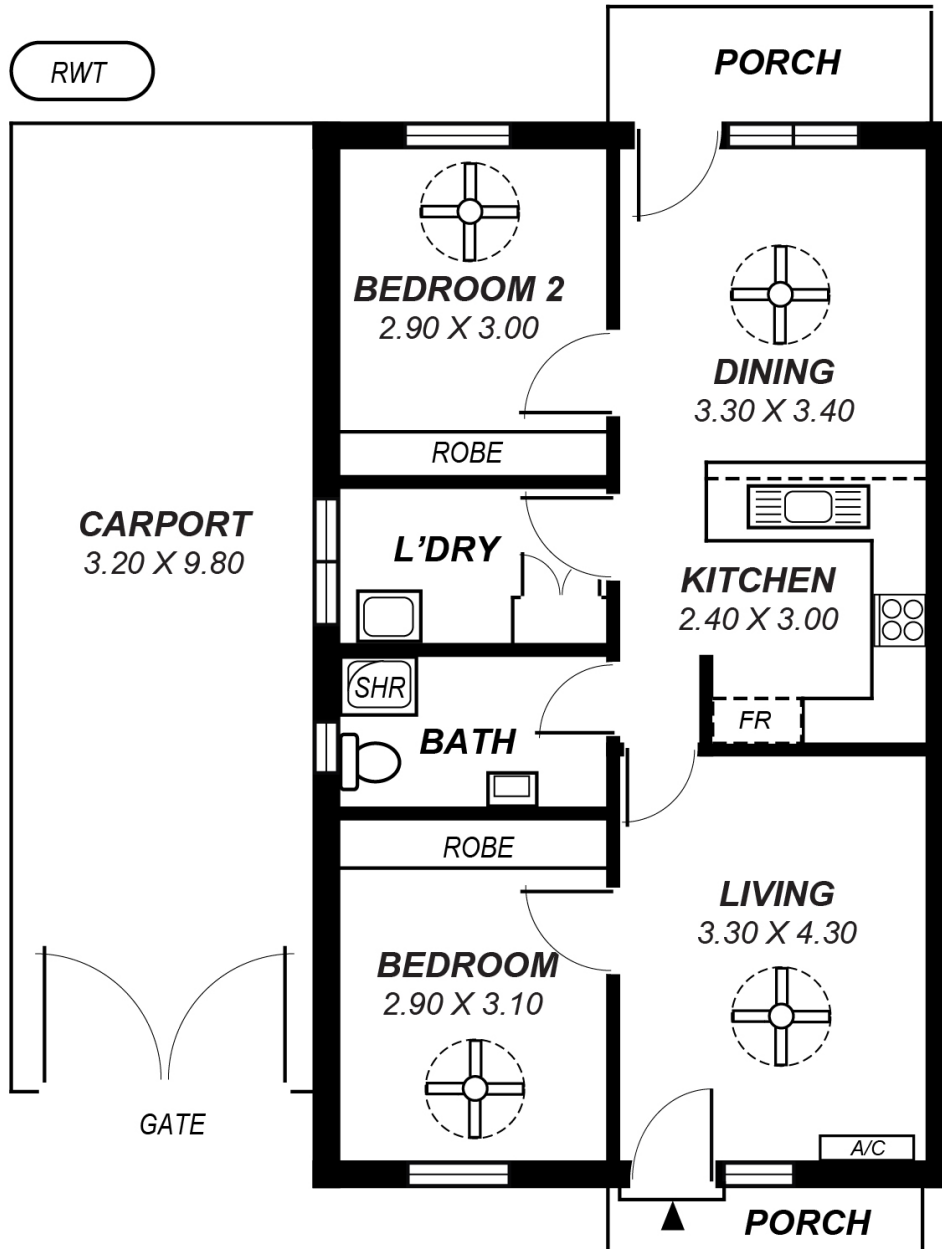 PORCH
RWT
BEDROOM 2
2.90 X 3.00
DINING
3.30 X 3.40
ROBE
CARPORT
3.20 X 9.80
L’DRY
KITCHEN
2.40 X 3.00
SHR
FR
BATH
ROBE
LIVING
3.30 X 4.30
BEDROOM
2.90 X 3.10
GATE
A/C
PORCH